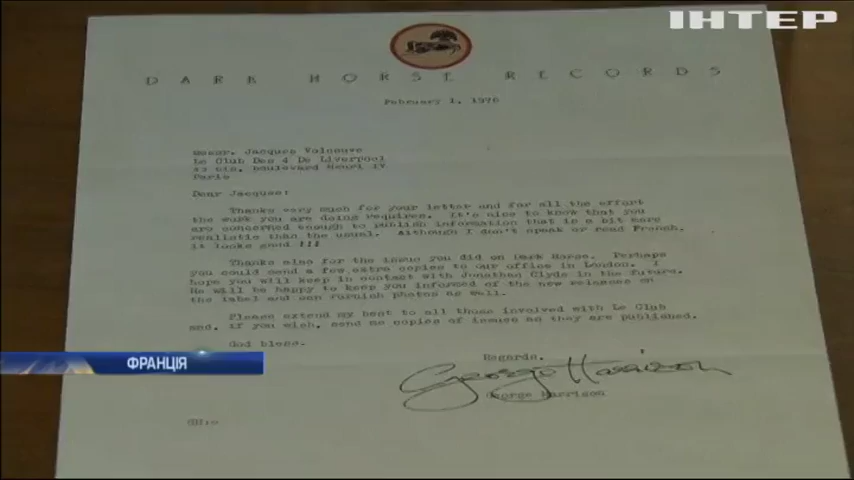 ІНТЕР
DARK HORSE RECORDS
February 1, 1976
Messr. Jacques Volcouve
Le Club Des 4 De Liverpool
43 bis, boulevard Henri IV
Paris
Dear Jacques:
Thanks very much for your letter and for all the effort
the work you are doing requires. It's nice to know that you
are concerned enough to publish information that is a bit more
realistic than the usual. Although I don't speak or read French,
it looks good !!!
Thanks also for the issue you did on Dark Horse. Perhaps
you could send a few extra copies to our office in London. I
hope you will keep in contact with Jonathan Clyde in the future.
He will be happy to keep you informed of the new releases on
the label and can furnish photos as well.
Please extend my best to all those involved with Le Club
and, if you wish, send me copies of issues as they are published.
God bless.
Regards,
George Harrison
George Harrison
GH:
ФРАНЦІЯ